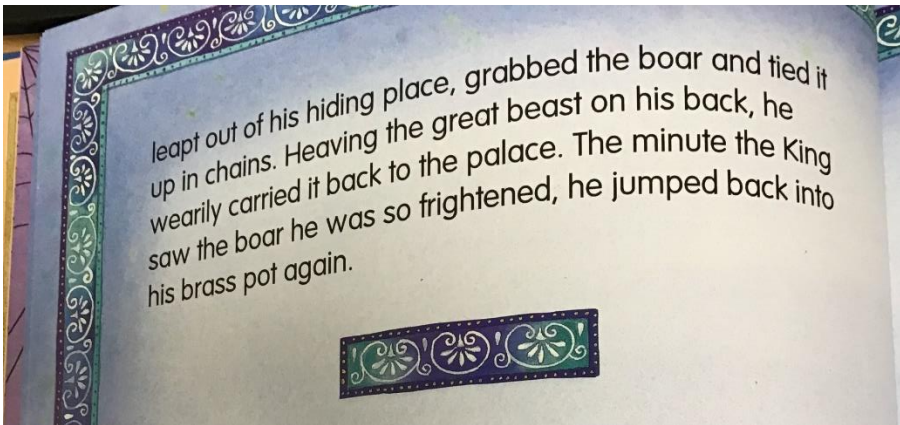 leapt out of his hiding place, grabbed the boar and tied it
up in chains. Heaving the great beast on his back, he
wearily carried it back to the palace. The minute the King
saw the boar he was so frightened, he jumped back into
his brass pot again.